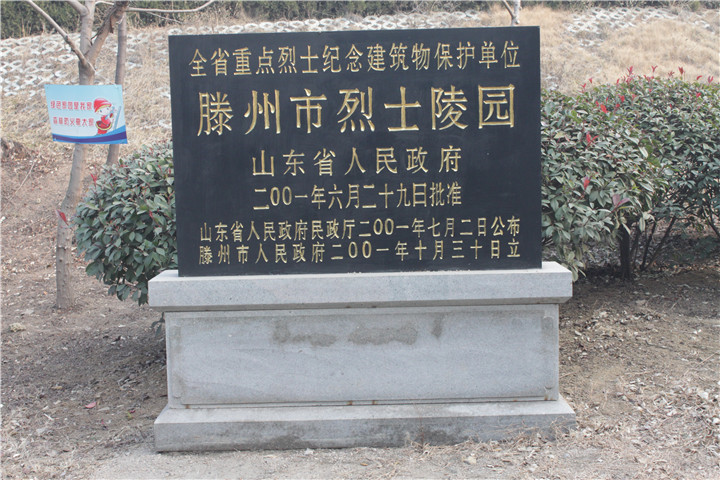 全省重点烈士纪念建筑物保护单位
滕州市烈士陵园
山东省人民政府
二00一年六月二十九日批准
山东省人民政府民政厅二00一年七月二日公布
滕州市人民政府二00一年十月三十日立